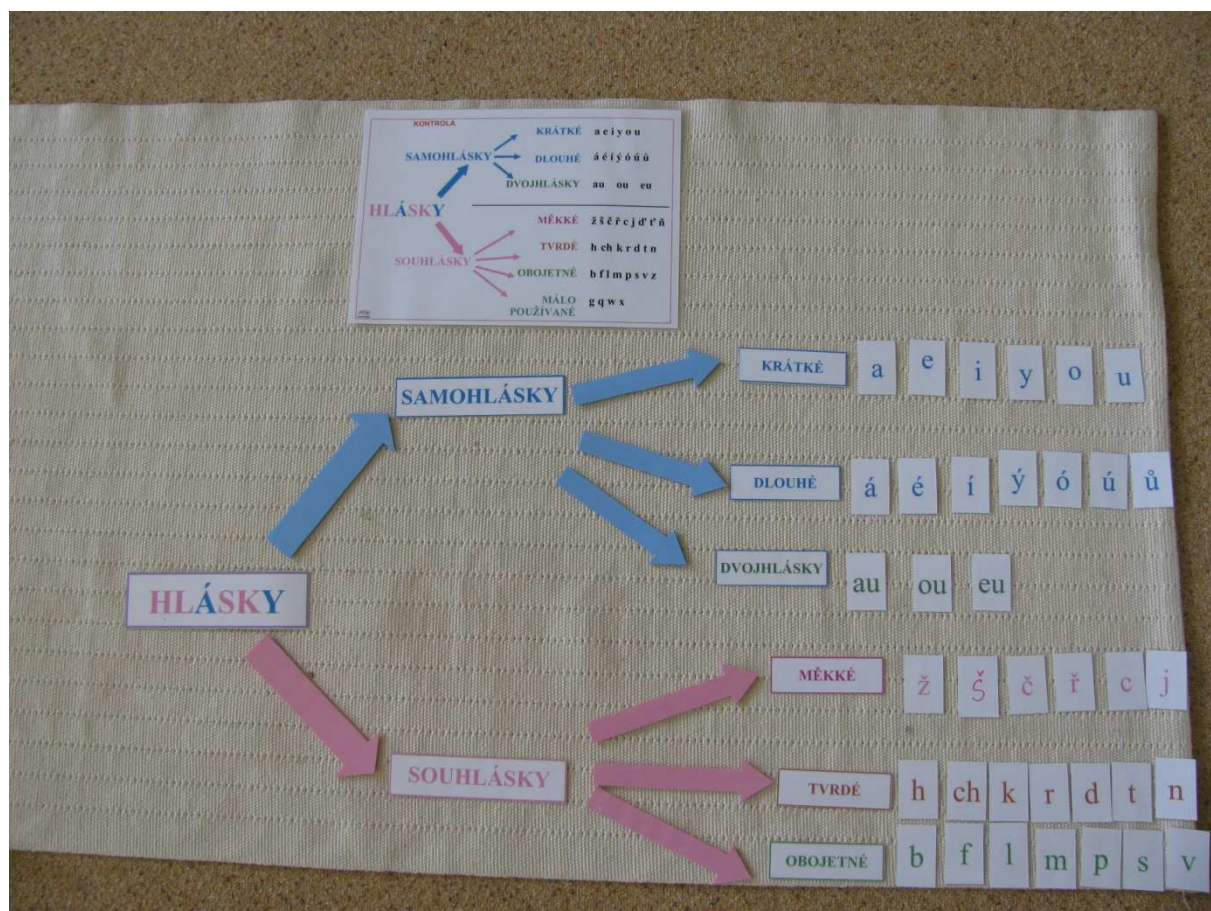 KONTROLA
KRÁTKÉ a e i y o u
SAMOHLÁSKY
DLOUHÉ á é í ý ó ú ů
DVOJHLÁSKY au ou eu
HLÁSKY
MĚKKÉ ž š č ř c j ď ť ň
TVRDÉ h ch k r d t n
SOUHLÁSKY
OBOJETNÉ b f l m p s v z
MÁLO
POUŽÍVANÉ
g q w x
KRÁTKÉ a e i y o u
SAMOHLÁSKY
DLOUHÉ á é í ý ó ú ů
DVOJHLÁSKY au ou eu
HLÁSKY
MĚKKÉ ž š č ř c j
SOUHLÁSKY
TVRDÉ h ch k r d t n
OBOJETNÉ b f l m p s v